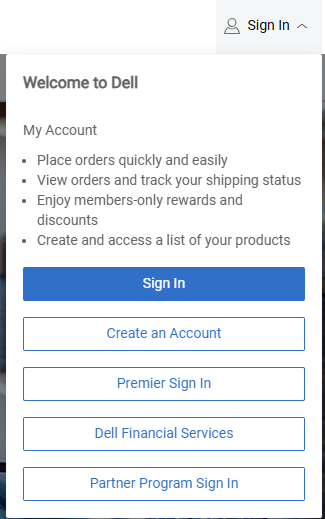 Sign In
Welcome to Dell
My Account
• Place orders quickly and easily
• View orders and track your shipping status
• Enjoy members-only rewards and
discounts
• Create and access a list of your products
Sign In
Create an Account
Premier Sign In
Dell Financial Services
Partner Program Sign In